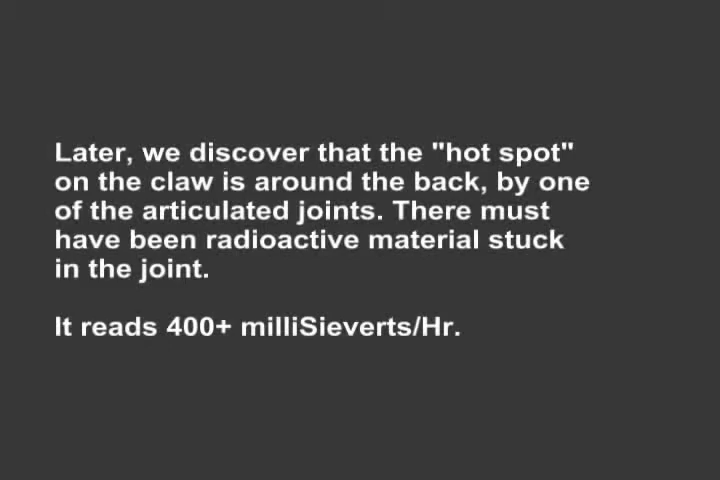 Later, we discover that the "hot spot"
on the claw is around the back, by one
of the articulated joints. There must
have been radioactive material stuck
in the joint.
It reads 400+ milliSieverts/Hr.